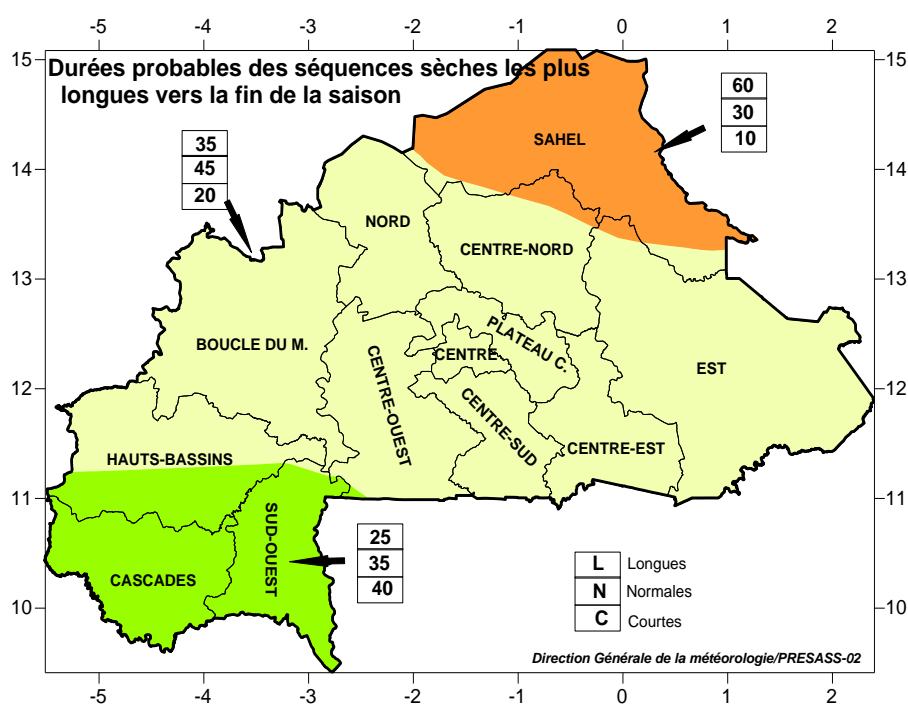 -5 -4 -3 -2 -1 0 1 2
Durées probables des séquences sèches les plus
longues vers la fin de la saison
15 15
14 14
13 13
12 12
11 11
10 10
60
30
10
35
45
20
SAHEL
NORD
CENTRE-NORD
BOUCLE DU M.
PLATEAU C.
CENTRE
EST
CENTRE-OUEST
CENTRE-SUD
CENTRE-EST
HAUTS-BASSINS
SUD-OUEST
CASCADES
25
35
40
L Longues
N Normales
C Courtes
Direction Générale de la météorologie/PRESASS-02
-5 -4 -3 -2 -1 0 1 2